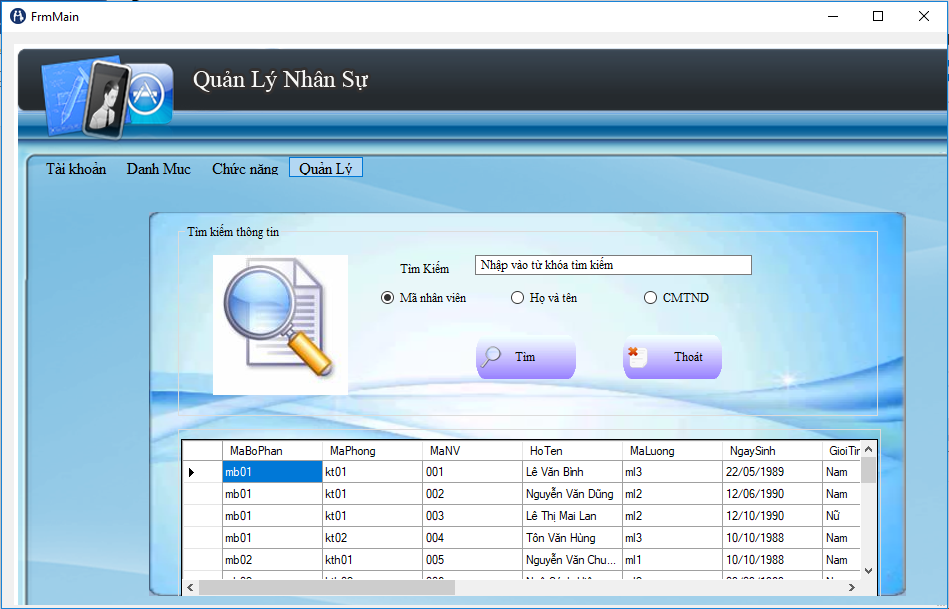 FrmMain
Quản Lý Nhân Sự
Tài khoản Danh Muc Chức năng Quản Lý
Tìm kiếm thông tin
Tìm Kiếm Nhập vào từ khóa tìm kiếm
Mã nhân viên Họ và tên CMTND
Tìm Thoát
MaBoPhan MaPhong MaNV HoTen MaLuong NgaySinh GioiTin
mb01 kt01 001 Lê Văn Bình ml3 22/05/1989 Nam
mb01 kt01 002 Nguyễn Văn Dũng ml2 12/06/1990 Nam
mb01 kt01 003 Lê Thị Mai Lan ml2 12/10/1990 Nữ
mb01 kt02 004 Tôn Văn Hùng ml3 10/10/1988 Nam
mb02 kth01 005 Nguyễn Văn Chu... ml1 10/10/1988 Nam